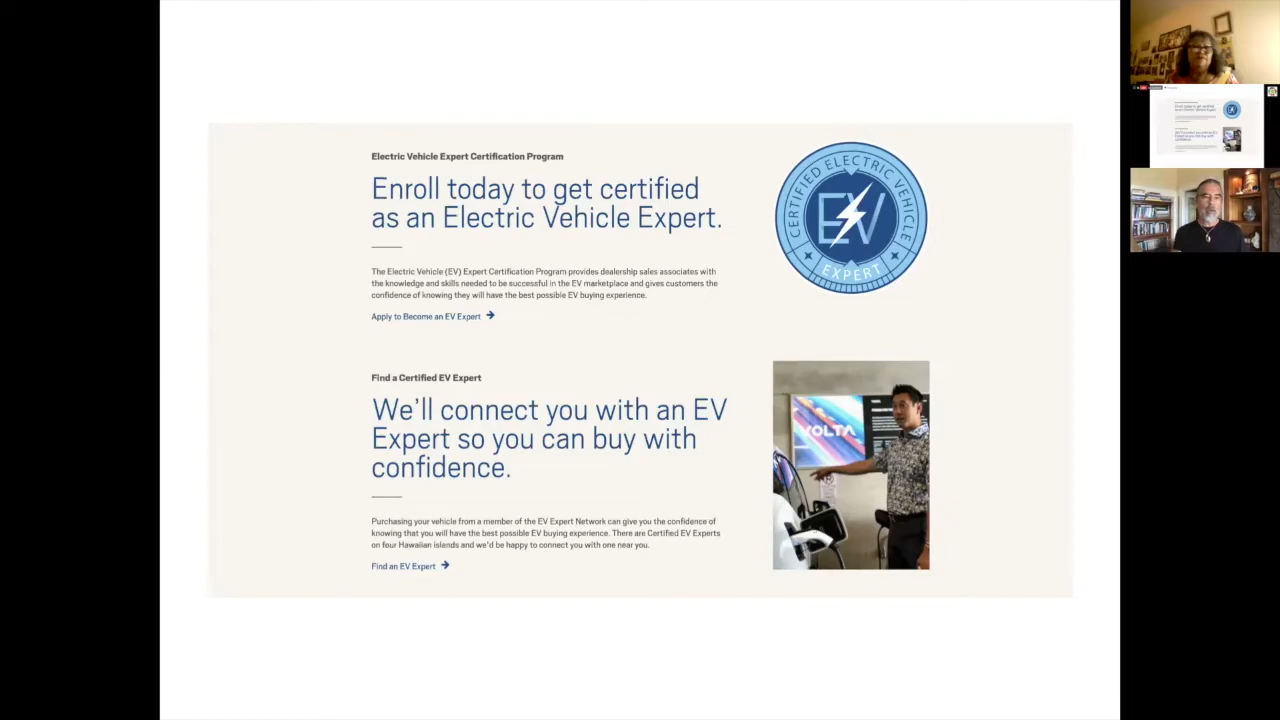 Electric Vehicle Expert Certification Program
Enroll today to get certified
as an Electric Vehicle Expert.
The Electric Vehicle (EV) Expert Certification Program provides dealership sales associates with
the knowledge and skills needed to be successful in the EV marketplace and gives customers the
confidence of knowing they will have the best possible EV buying experience.
Apply to Become an EV Expert →
CERTIFIED ELECTRIC VEHICLE
EV
EXPERT
Find a Certified EV Expert
We'll connect you with an EV
Expert so you can buy with
confidence.
Purchasing your vehicle from a member of the EV Expert Network can give you the confidence of
knowing that you will have the best possible EV buying experience. There are Certified EV Experts
on four Hawaiian islands and we'd be happy to connect you with one near you.
Find an EV Expert →
VOLTA